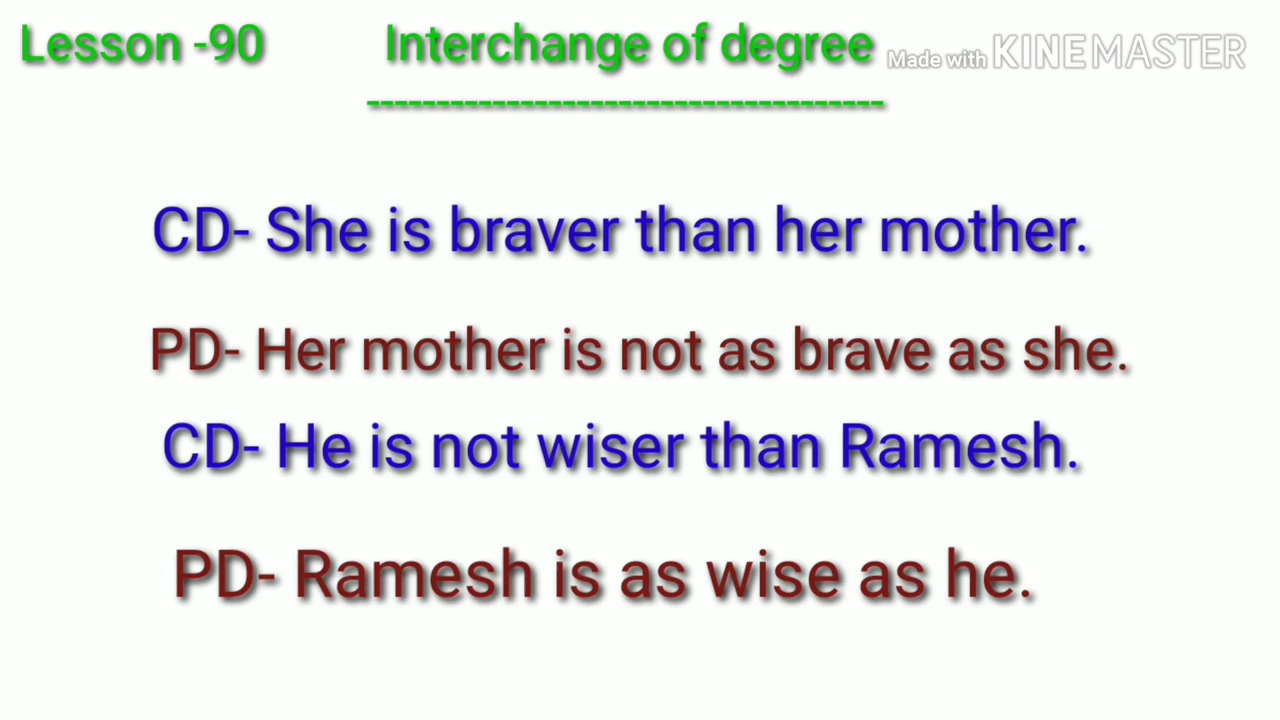 Lesson -90 Interchange of degree Made with KINEMASTER
-------------------------------------
CD- She is braver than her mother.
PD- Her mother is not as brave as she.
CD- He is not wiser than Ramesh.
PD- Ramesh is as wise as he.